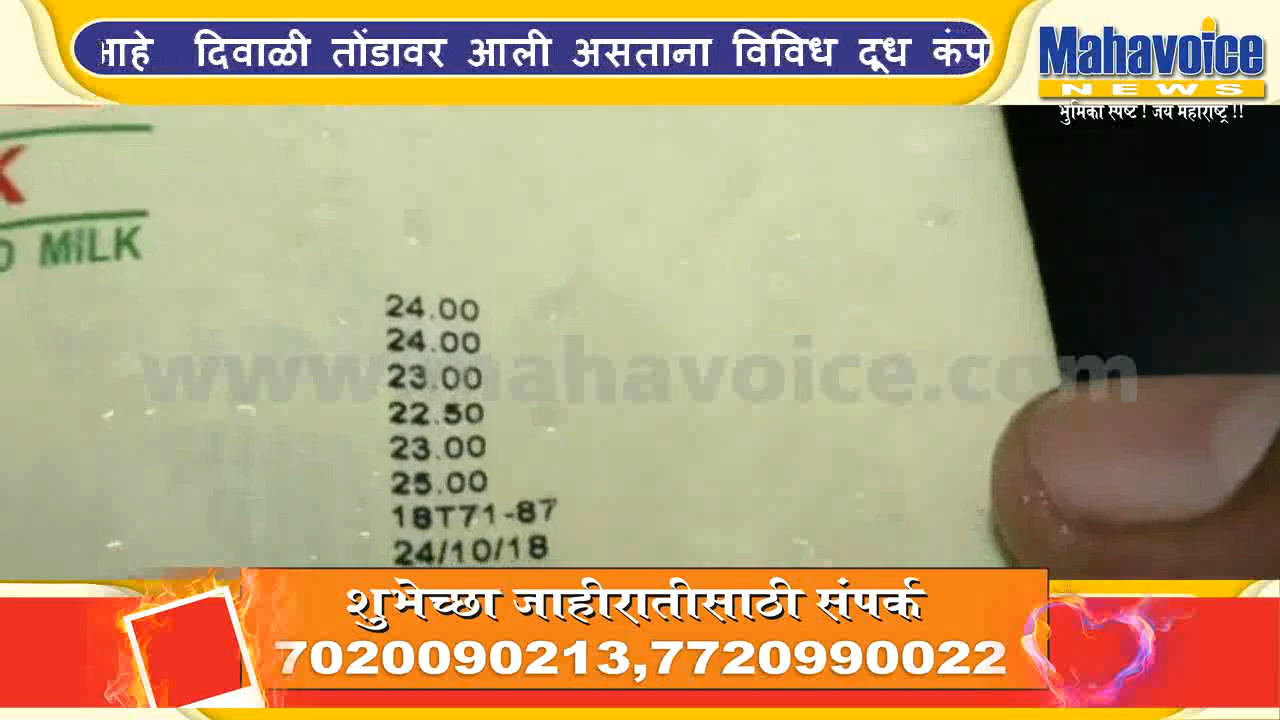 आहे दिवाळी तोंडावर आली असताना विविध दूध कंप
Mahavoice
NEWS
भुमिका स्पष्ट ! जय महाराष्ट्र !!
K
D MILK
24.00
24.00
23.00
22.50
23.00
25.00
18T71-87
24/10/18
www.mahavoice.com
शुभेच्छा जाहीरातीसाठी संपर्क
7020090213,7720990022